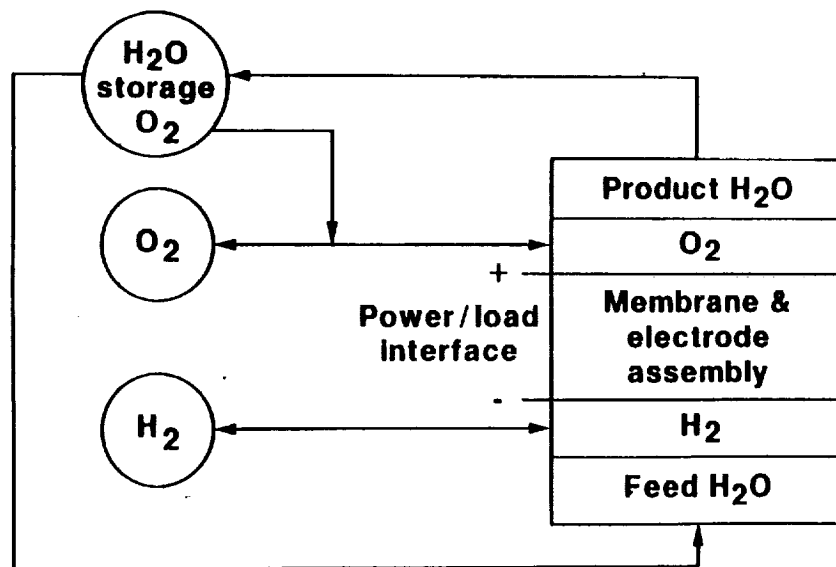 H2O
storage
O2
Product H2O
O2
O2
+
Membrane &
electrode
assembly
Power/load
interface
-
H2
H2
Feed H2O